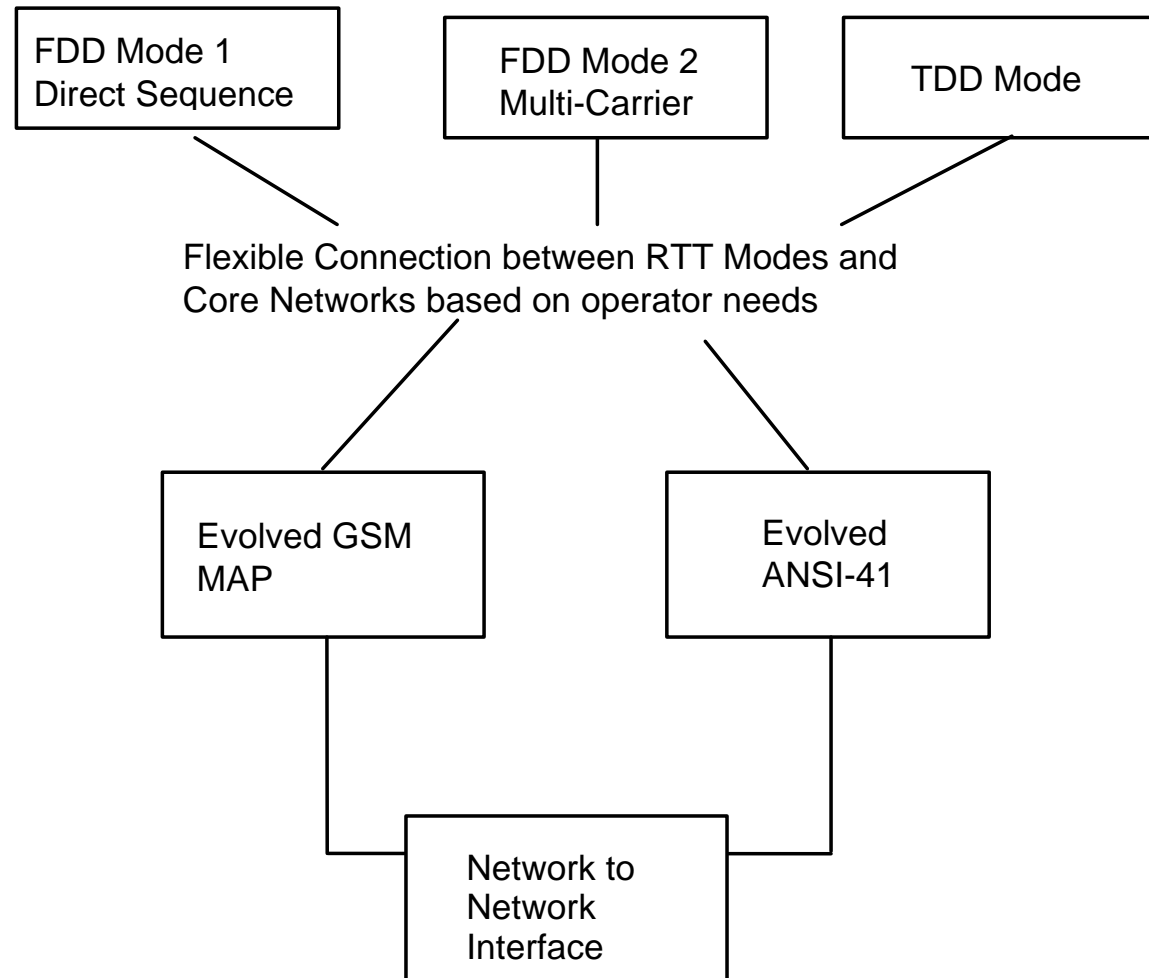 FDD Mode 1
Direct Sequence
FDD Mode 2
Multi-Carrier
TDD Mode
Flexible Connection between RTT Modes and
Core Networks based on operator needs
Evolved GSM
MAP
Evolved
ANSI-41
Network to
Network
Interface